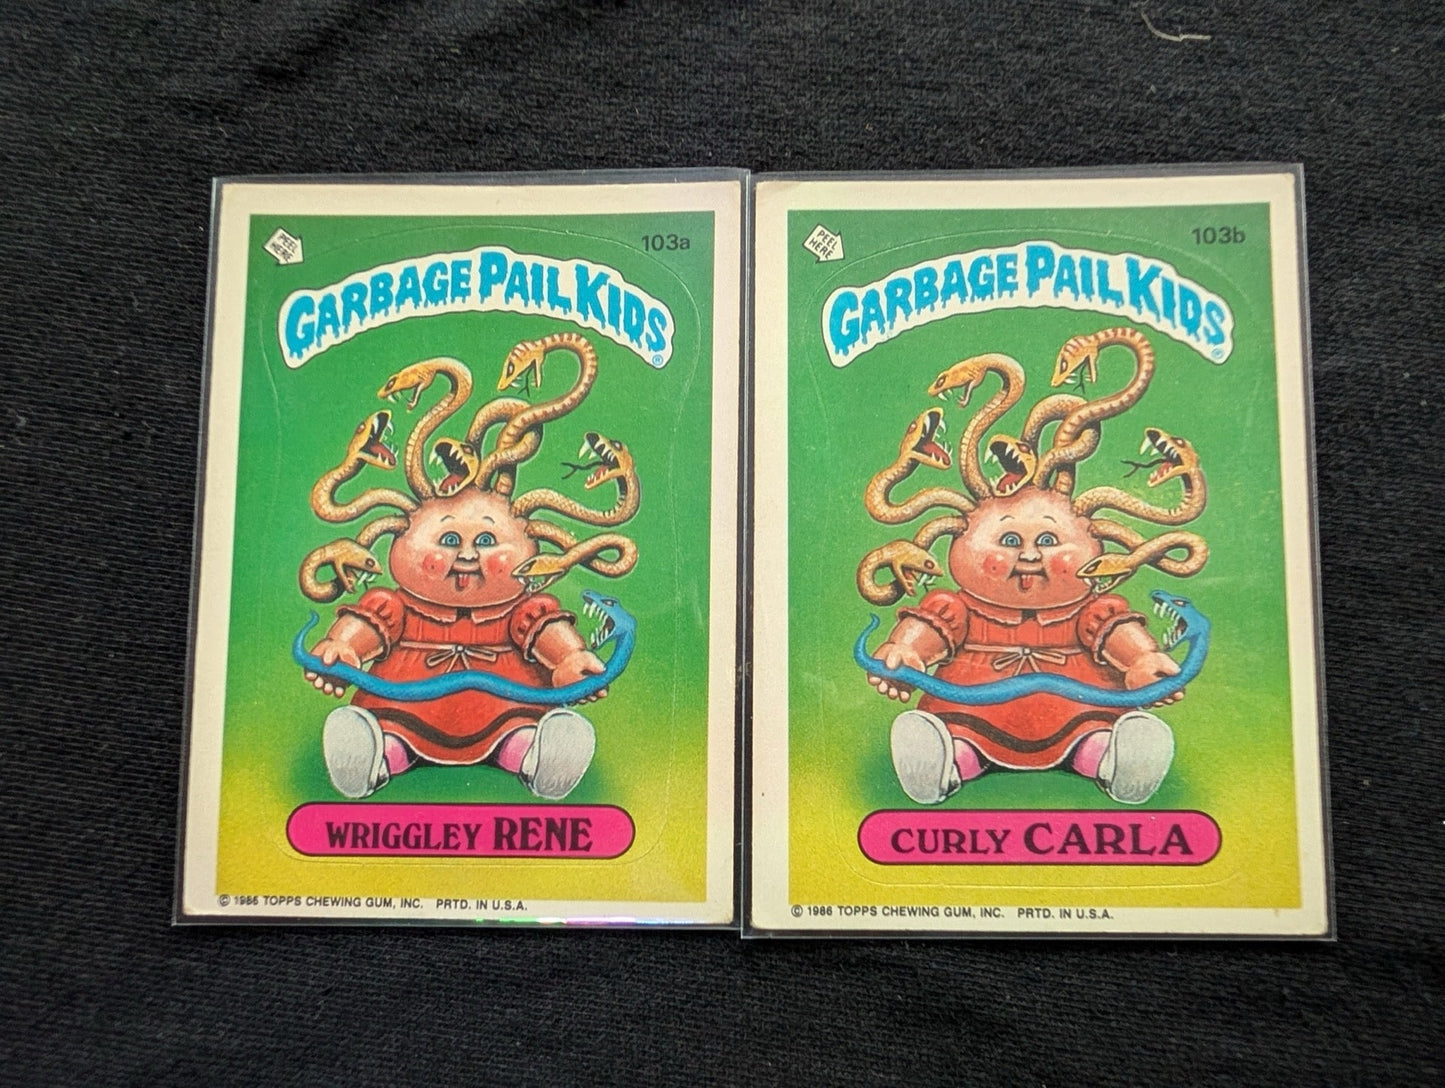 PEEL
HERE
103a
GARBAGE PAIL KIDS
®
WRIGGLEY RENE
© 1986 TOPPS CHEWING GUM, INC. PRTD. IN U.S.A.
PEEL
HERE
103b
GARBAGE PAIL KIDS
®
CURLY CARLA
© 1986 TOPPS CHEWING GUM, INC. PRTD. IN U.S.A.